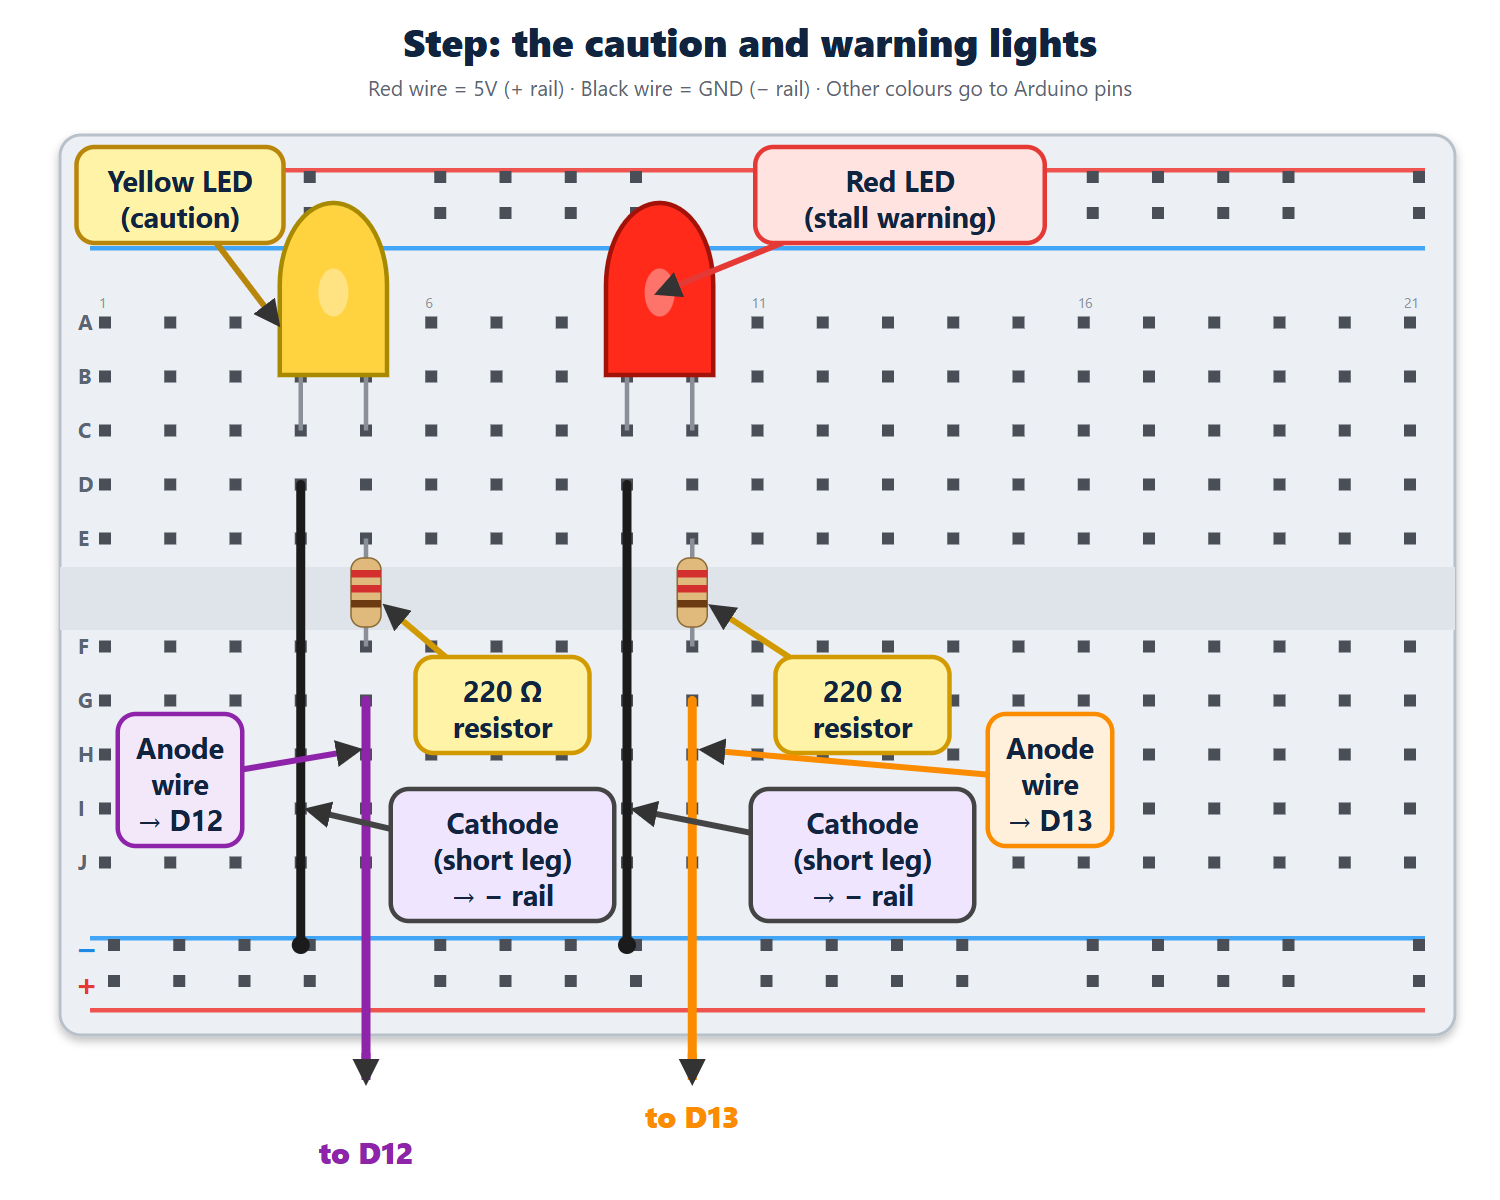 Step: the caution and warning lights
Red wire = 5V (+ rail) · Black wire = GND (− rail) · Other colours go to Arduino pins
Yellow LED
(caution)
Red LED
(stall warning)
1
6
11
16
21
A
B
C
D
E
F
G
H
I
J
220 Ω
resistor
220 Ω
resistor
Anode
wire
→ D12
Anode
wire
→ D13
Cathode
(short leg)
→ − rail
Cathode
(short leg)
→ − rail
−
+
to D13
to D12